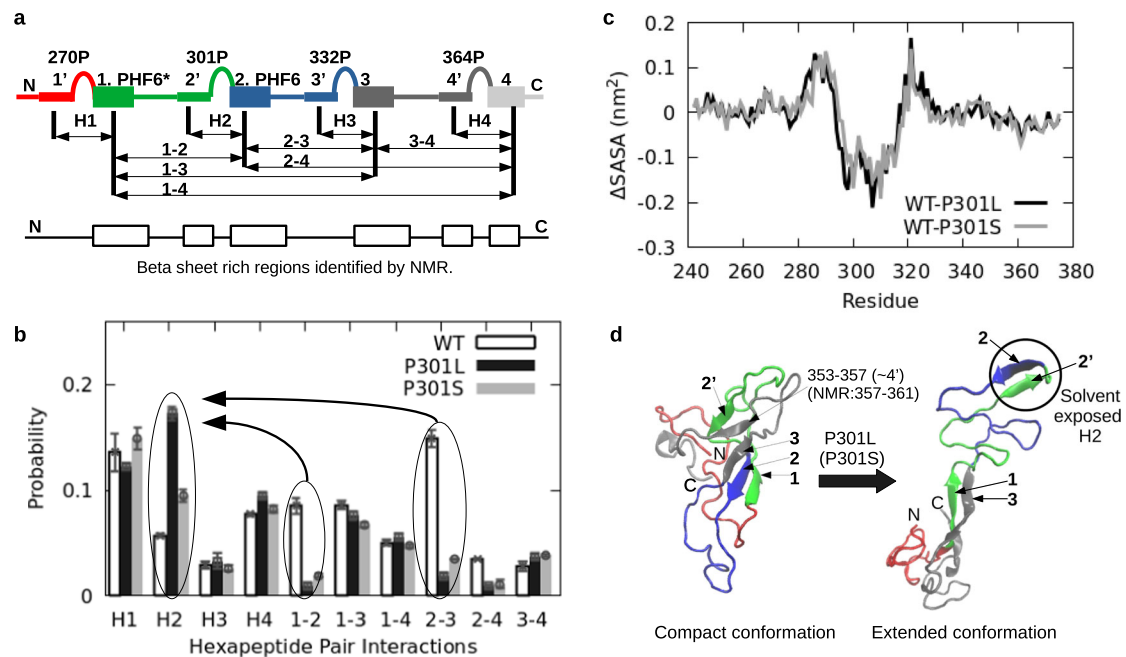 a
270P 301P 332P 364P
N 1’ 1. PHF6* 2’ 2. PHF6 3’ 3 4’ 4 C
H1 H2 H3 H4
1-2 2-3 3-4
2-4
1-3
1-4
N C
Beta sheet rich regions identified by NMR.
b
WT
P301L
P301S
Probability
0.2
0.1
0
H1 H2 H3 H4 1-2 1-3 1-4 2-3 2-4 3-4
Hexapeptide Pair Interactions
c
ΔSASA (nm²)
0.2
0.1
0
-0.1
-0.2
-0.3
WT-P301L
WT-P301S
240 260 280 300 320 340 360 380
Residue
d
2’
353-357 (~4’)
(NMR:357-361)
N
3
2
1
C
Compact conformation
P301L
(P301S)
2
2’
Solvent
exposed
H2
1
C
3
N
Extended conformation